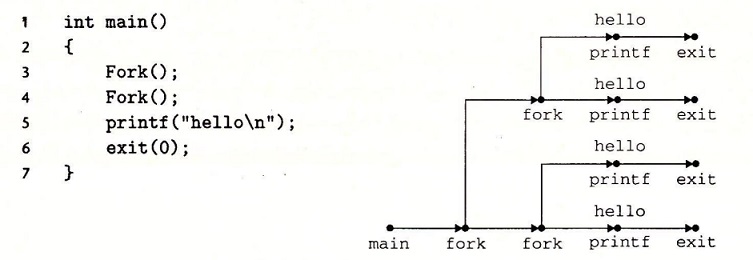 1 int main()
2 {
3 Fork();
4 Fork();
5 printf("hello\n");
6 exit(0);
7 }
hello
printf exit
hello
fork printf exit
hello
printf exit
hello
main fork fork printf exit